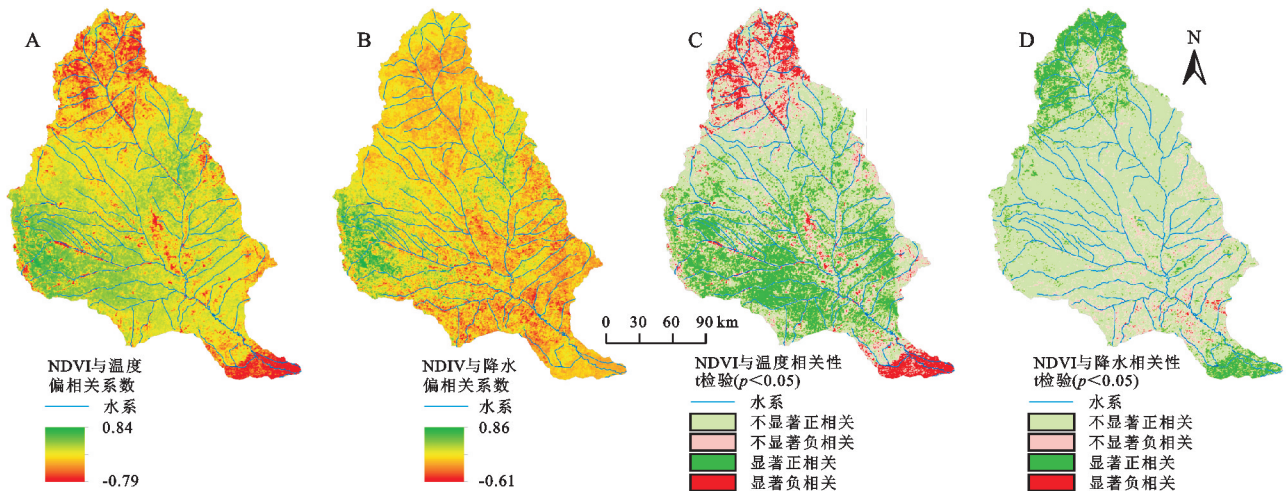 A
B
C
D
N
0 30 60 90 km
NDVI与温度
偏相关系数
水系
0.84
-0.79
NDIV与降水
偏相关系数
水系
0.86
-0.61
NDVI与温度相关性
t检验(p<0.05)
水系
不显著正相关
不显著负相关
显著正相关
显著负相关
NDVI与降水相关性
t检验(p<0.05)
水系
不显著正相关
不显著负相关
显著正相关
显著负相关